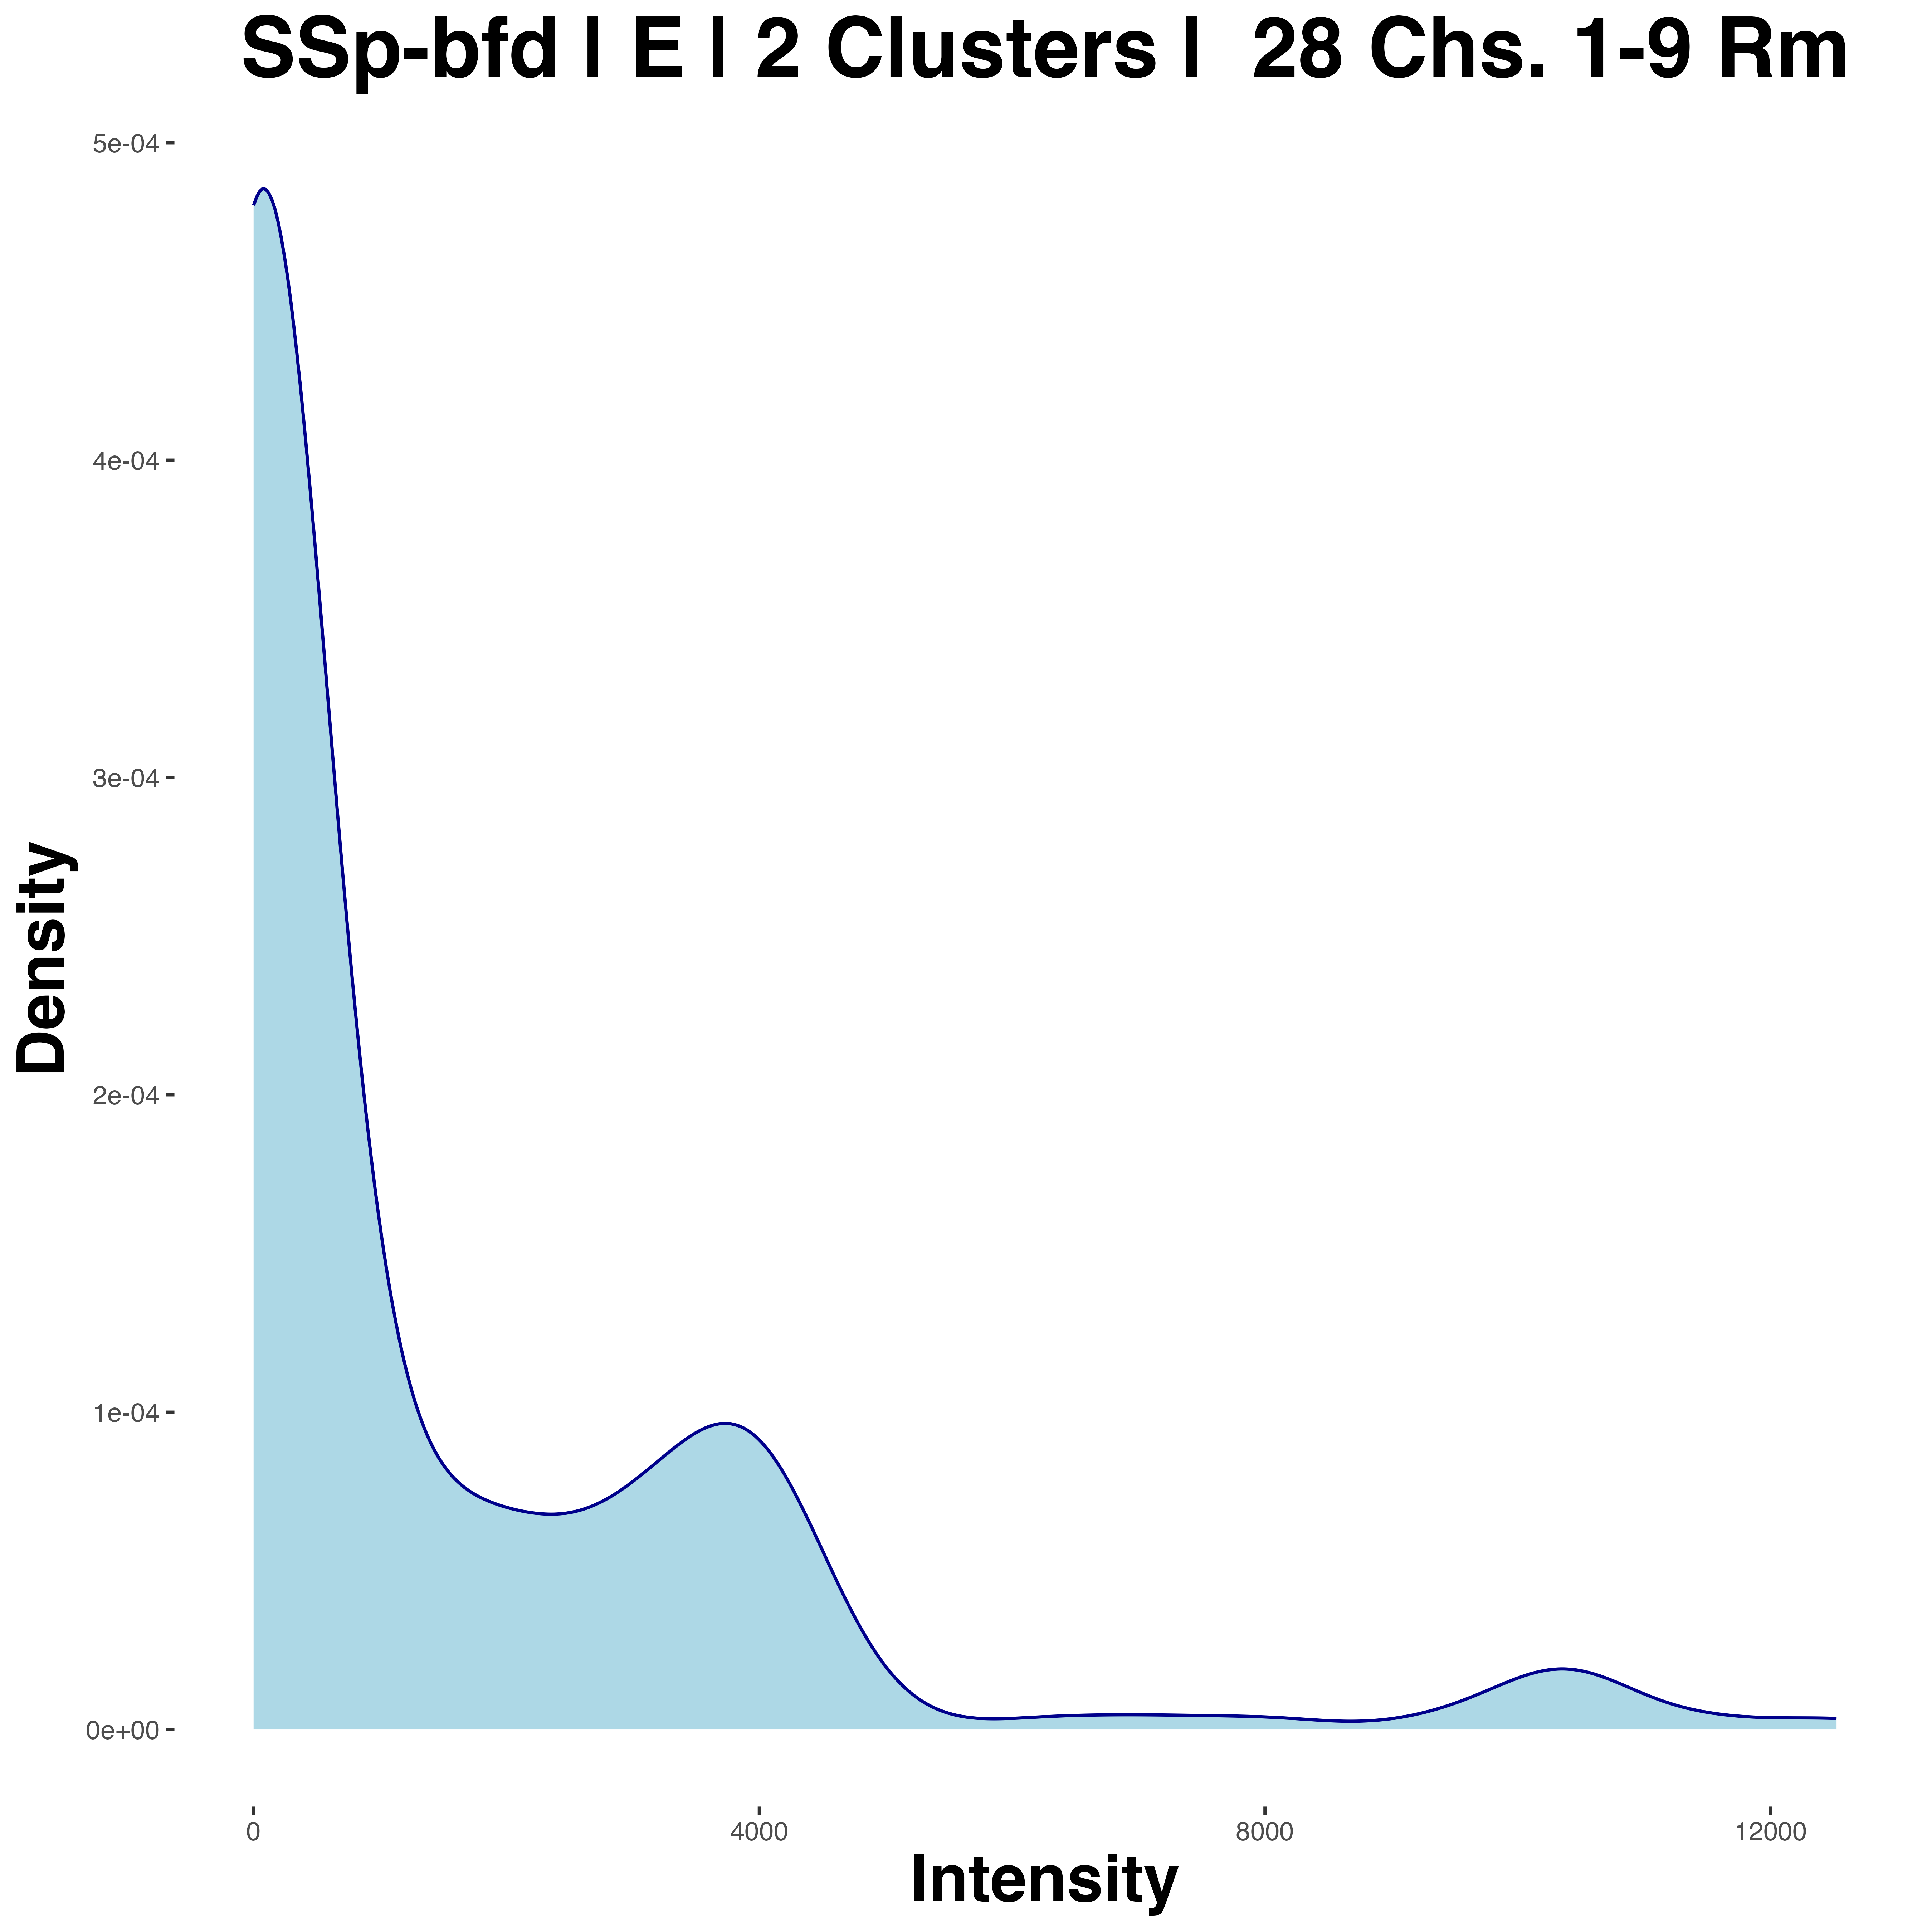 SSp-bfd | E | 2 Clusters |  28 Chs. 1-9 Rm
5e-04
4e-04
3e-04
2e-04
1e-04
0e+00
Density
0 4000 8000 12000
Intensity